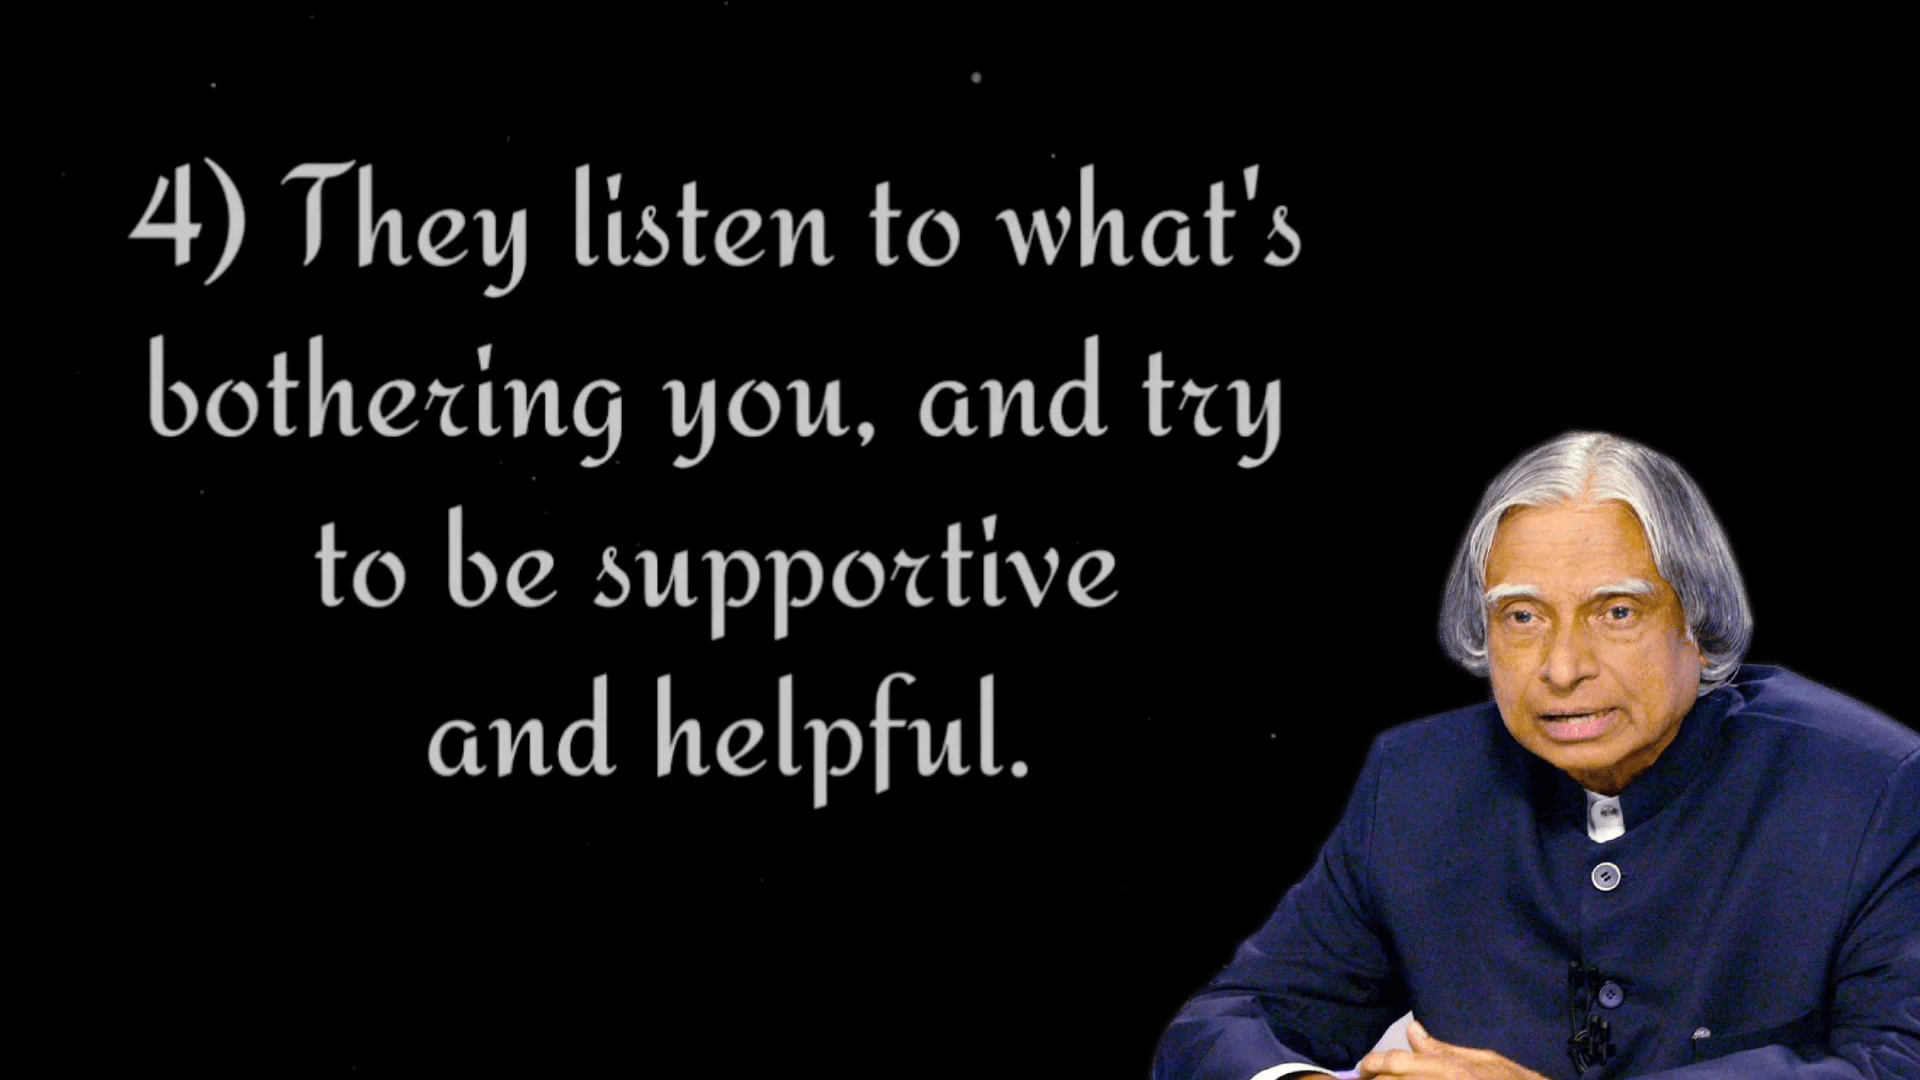 4) They listen to what's
bothering you, and try
to be supportive
and helpful.